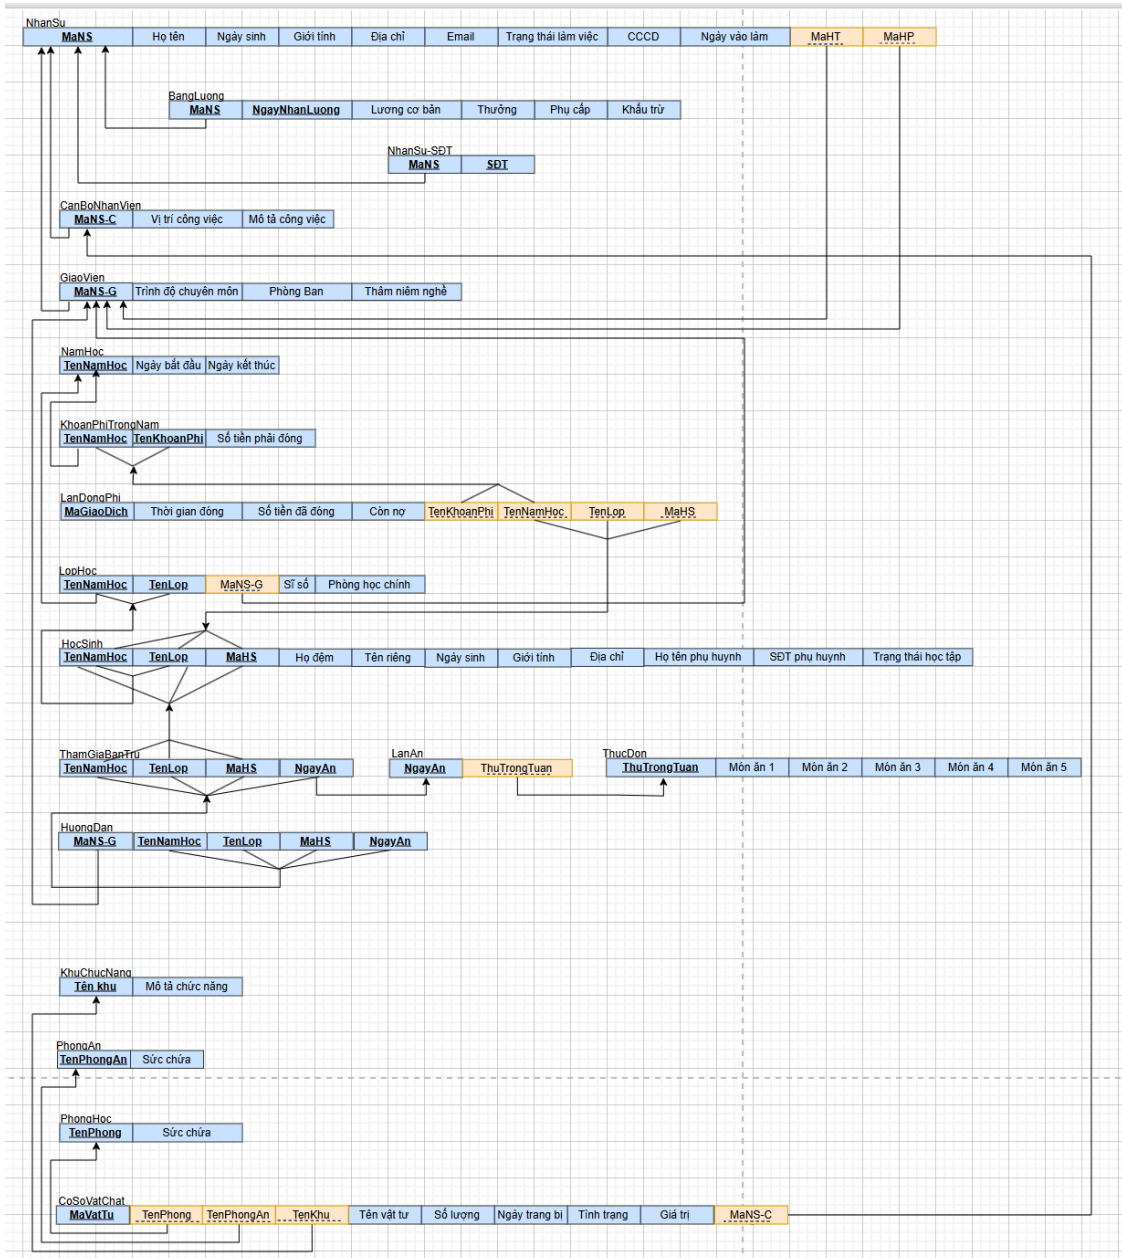 NhanSu
MaNS Họ tên Ngày sinh Giới tính Địa chỉ Email Trạng thái làm việc CCCD Ngày vào làm MaHT MaHP
BangLuong
MaNS NgayNhanLuong Lương cơ bản Thưởng Phụ cấp Khấu trừ
NhanSu-SĐT
MaNS SĐT
CanBoNhanVien
MaNS-C Vị trí công việc Mô tả công việc
GiaoVien
MaNS-G Trình độ chuyên môn Phòng Ban Thâm niêm nghề
NamHoc
TenNamHoc Ngày bắt đầu Ngày kết thúc
KhoanPhiTrongNam
TenNamHoc TenKhoanPhi Số tiền phải đóng
LanDongPhi
MaGiaoDich Thời gian đóng Số tiền đã đóng Còn nợ TenKhoanPhi TenNamHoc TenLop MaHS
LopHoc
TenNamHoc TenLop MaNS-G Sĩ số Phòng học chính
HocSinh
TenNamHoc TenLop MaHS Họ đệm Tên riêng Ngày sinh Giới tính Địa chỉ Họ tên phụ huynh SĐT phụ huynh Trạng thái học tập
ThamGiaBanTru LanAn ThucDon
TenNamHoc TenLop MaHS NgayAn NgayAn ThuTrongTuan ThuTrongTuan Món ăn 1 Món ăn 2 Món ăn 3 Món ăn 4 Món ăn 5
HuongDan
MaNS-G TenNamHoc TenLop MaHS NgayAn
KhuChucNang
Tên khu Mô tả chức năng
PhongAn
TenPhongAn Sức chứa
PhongHoc
TenPhong Sức chứa
CoSoVatChat
MaVatTu TenPhong TenPhongAn TenKhu Tên vật tư Số lượng Ngày trang bị Tình trạng Giá trị MaNS-C